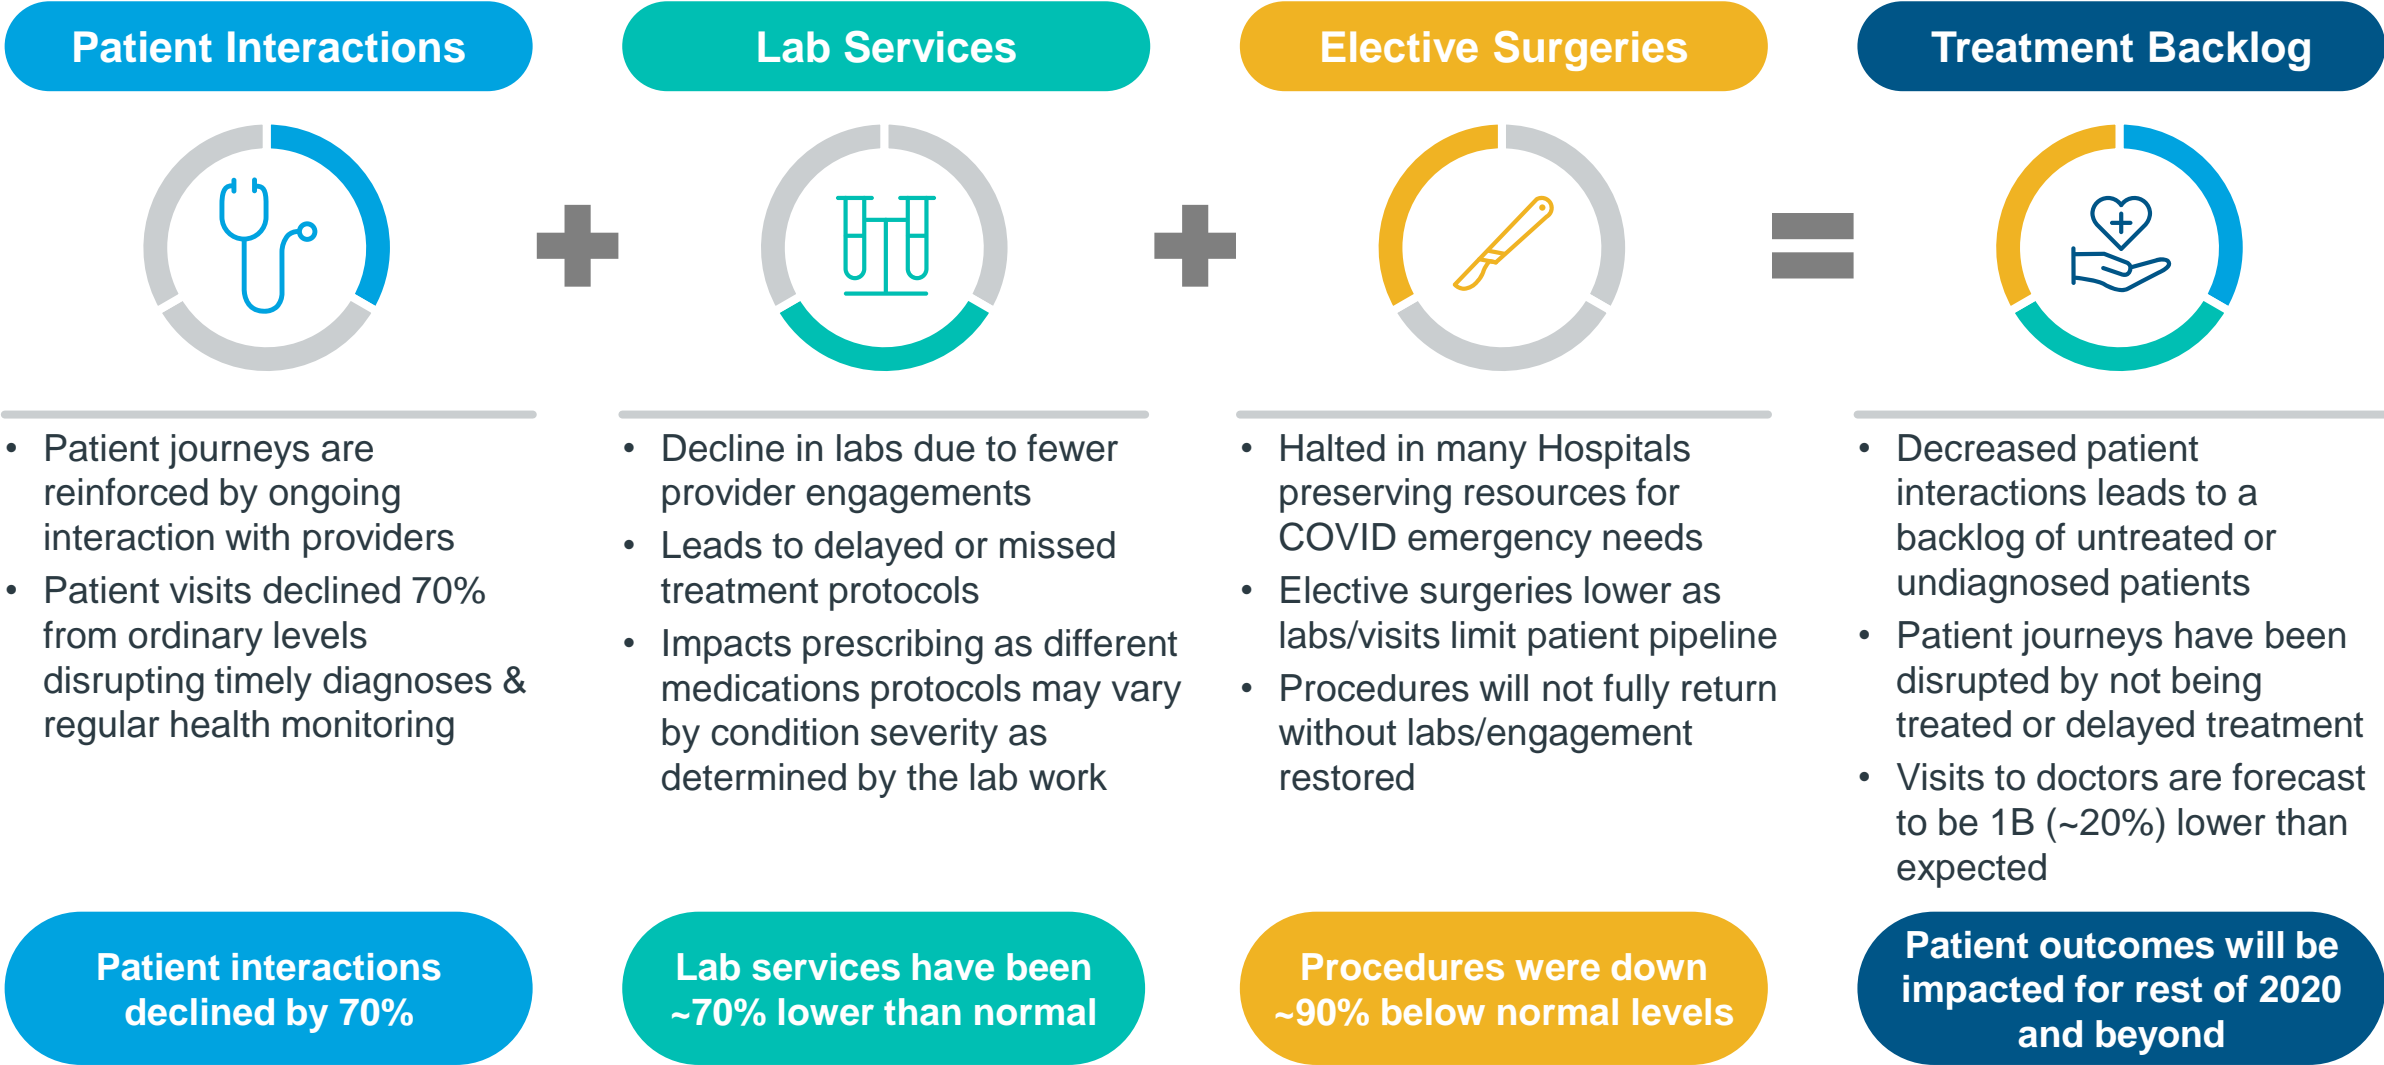 Patient Interactions
Lab Services
Elective Surgeries
Treatment Backlog
• Patient journeys are
reinforced by ongoing
interaction with providers
• Patient visits declined 70%
from ordinary levels
disrupting timely diagnoses &
regular health monitoring
• Decline in labs due to fewer
provider engagements
• Leads to delayed or missed
treatment protocols
• Impacts prescribing as different
medications protocols may vary
by condition severity as
determined by the lab work
• Halted in many Hospitals
preserving resources for
COVID emergency needs
• Elective surgeries lower as
labs/visits limit patient pipeline
• Procedures will not fully return
without labs/engagement
restored
• Decreased patient
interactions leads to a
backlog of untreated or
undiagnosed patients
• Patient journeys have been
disrupted by not being
treated or delayed treatment
• Visits to doctors are forecast
to be 1B (~20%) lower than
expected
Patient interactions
declined by 70%
Lab services have been
~70% lower than normal
Procedures were down
~90% below normal levels
Patient outcomes will be
impacted for rest of 2020
and beyond